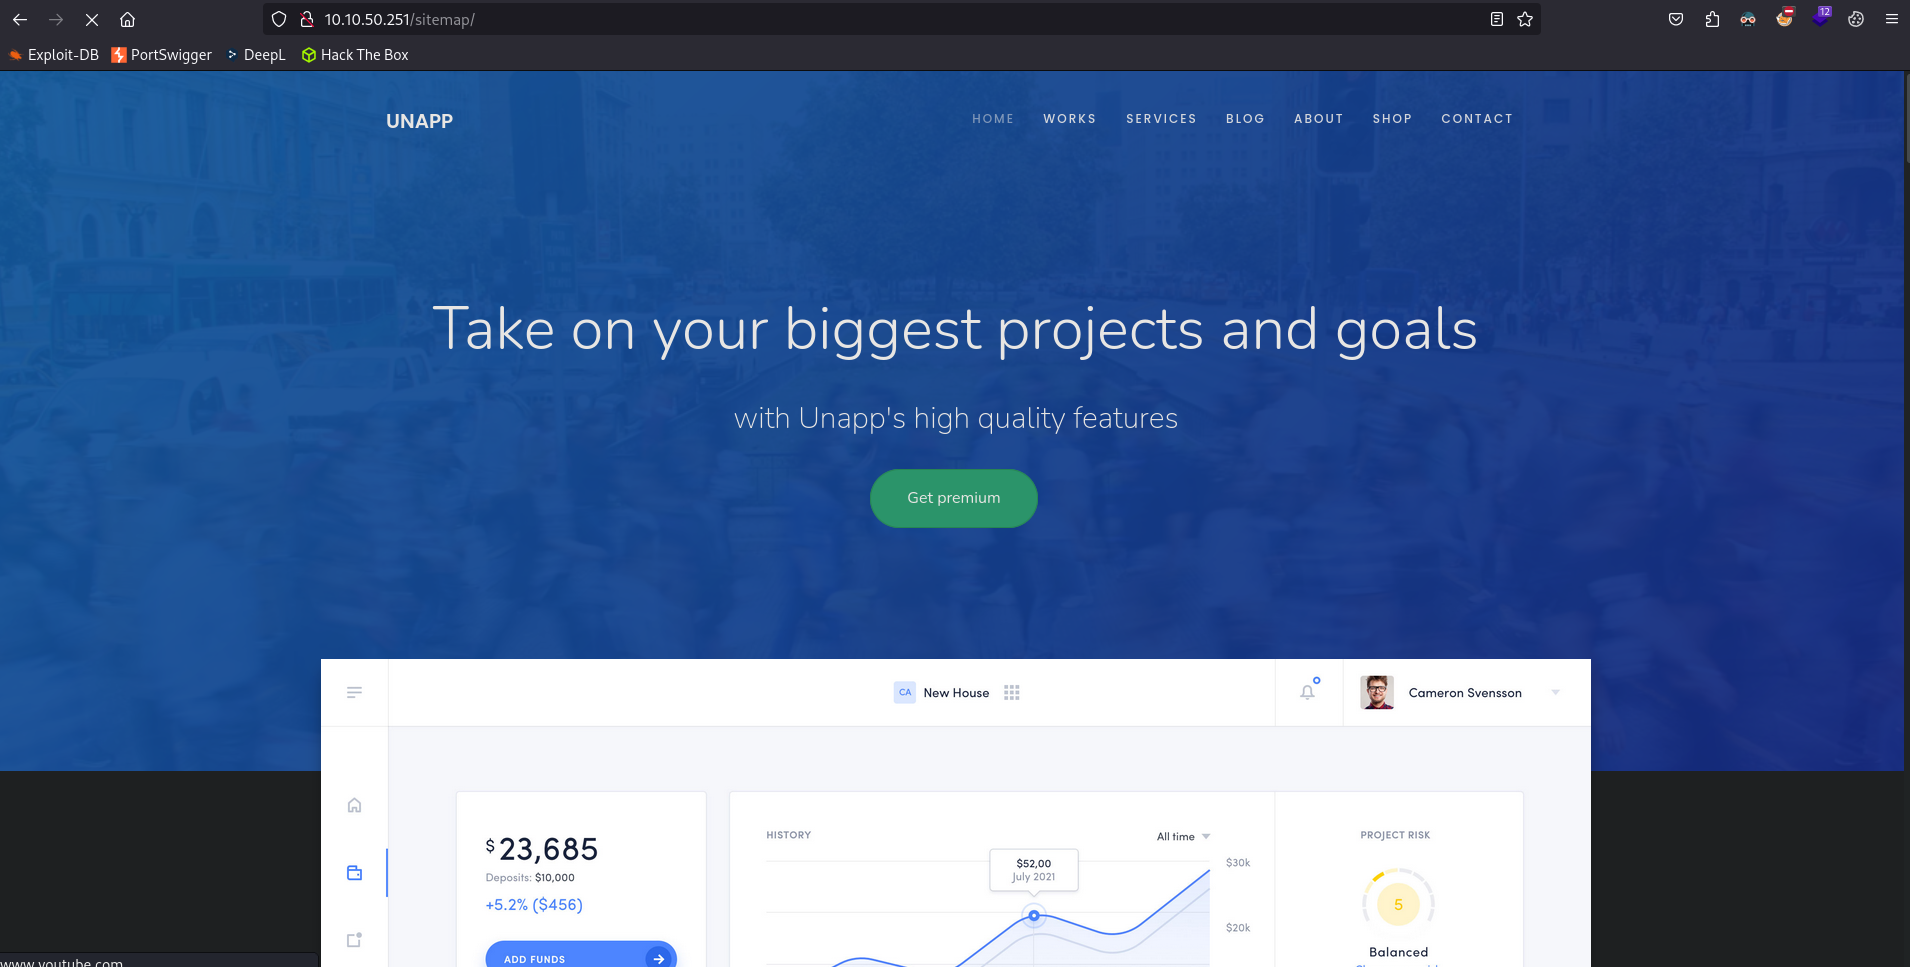 10.10.50.251/sitemap/
12
Exploit-DB PortSwigger DeepL Hack The Box
UNAPP HOME WORKS SERVICES BLOG ABOUT SHOP CONTACT
Take on your biggest projects and goals
with Unapp's high quality features
Get premium
CA New House Cameron Svensson
HISTORY All time PROJECT RISK
$23,685
$52,00 $30k
July 2021
Deposits: $10,000
+5.2% ($456) 5
$20k
Balanced
ADD FUNDS
www.youtube.com